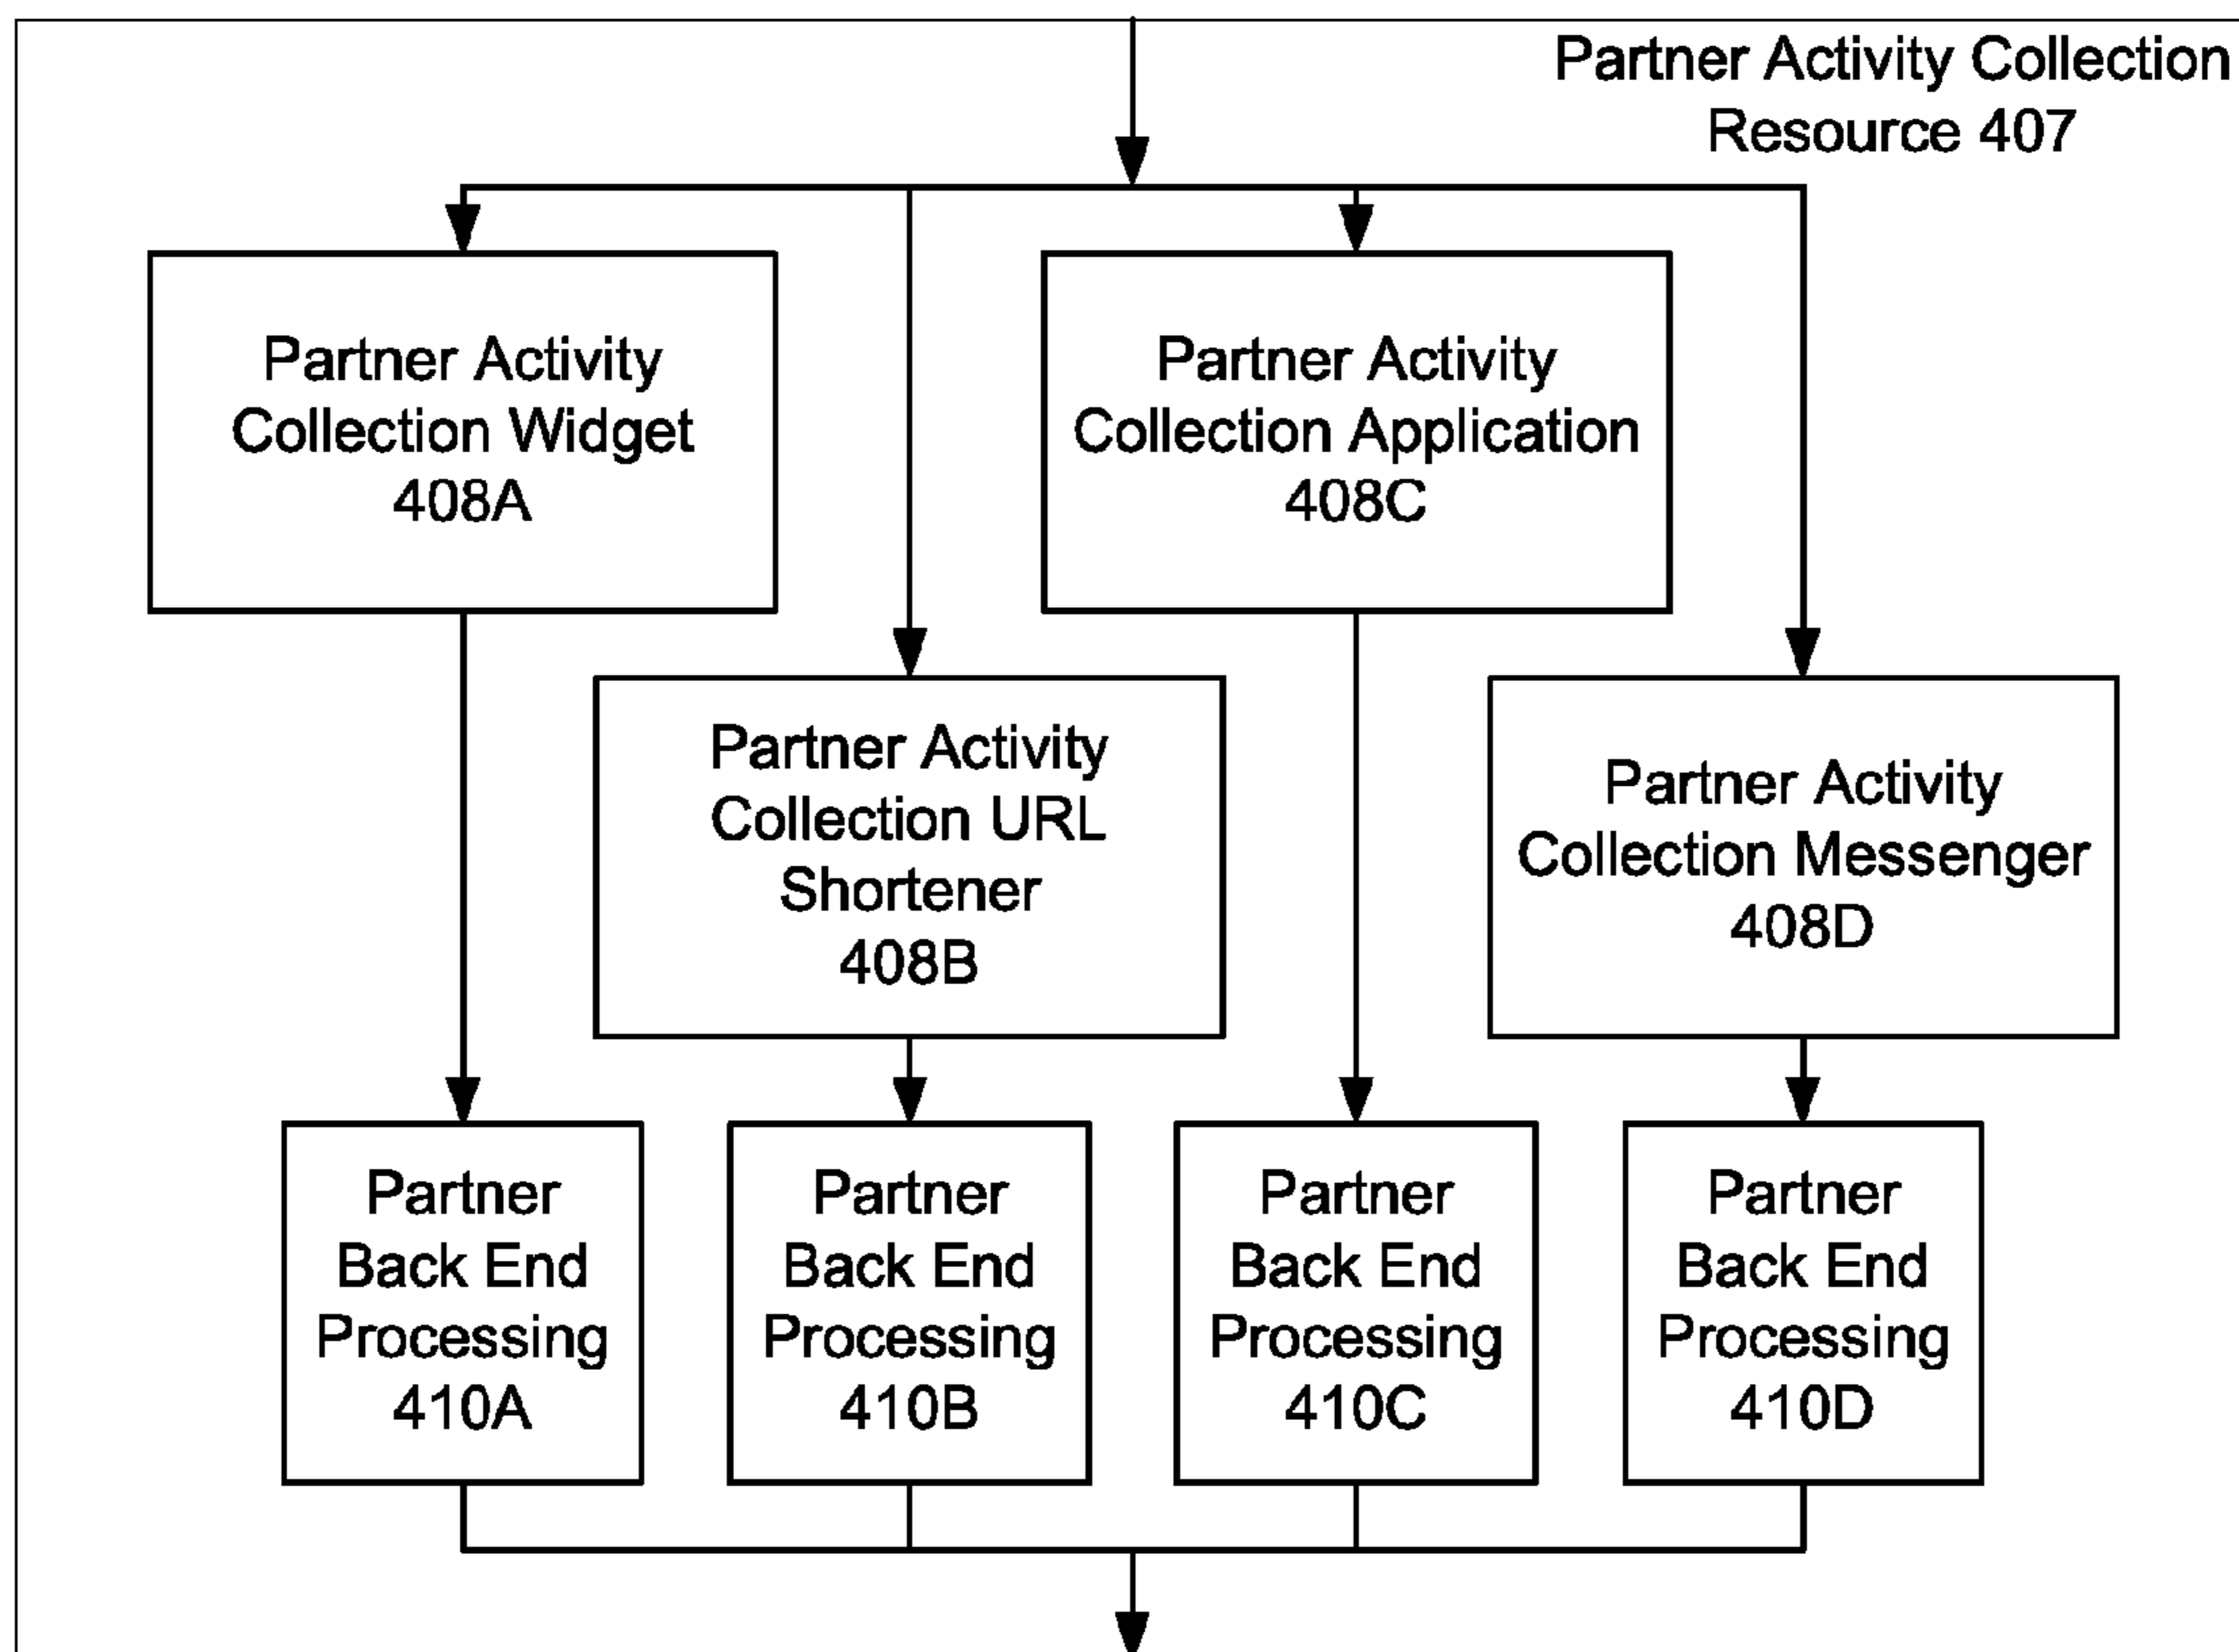 Partner Activity Collection
Resource 407
Partner Activity
Collection Widget
408A
Partner Activity
Collection Application
408C
Partner Activity
Collection URL
Shortener
408B
Partner Activity
Collection Messenger
408D
Partner
Back End
Processing
410A
Partner
Back End
Processing
410B
Partner
Back End
Processing
410C
Partner
Back End
Processing
410D